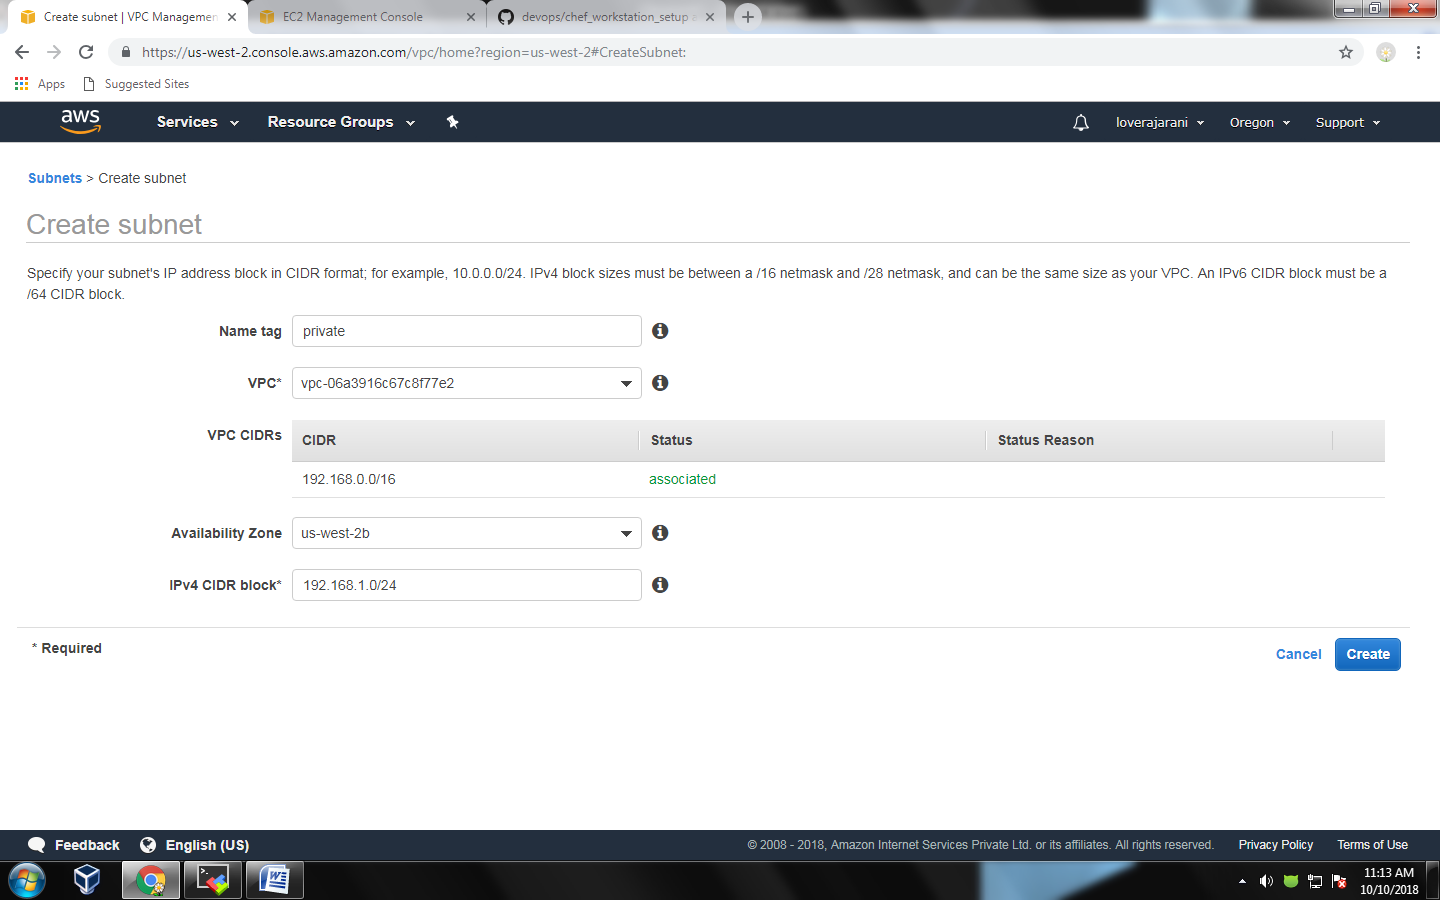 Create subnet | VPC Managemen
EC2 Management Console
devops/chef_workstation_setup
https://us-west-2.console.aws.amazon.com/vpc/home?region=us-west-2#CreateSubnet:
Apps
Suggested Sites
aws
Services
Resource Groups
loverajarani
Oregon
Support
Subnets > Create subnet
Create subnet
Specify your subnet's IP address block in CIDR format; for example, 10.0.0.0/24. IPv4 block sizes must be between a /16 netmask and /28 netmask, and can be the same size as your VPC. An IPv6 CIDR block must be a
/64 CIDR block.
Name tag private
VPC* vpc-06a3916c67c8f77e2
VPC CIDRs
CIDR Status Status Reason
192.168.0.0/16 associated
Availability Zone us-west-2b
IPv4 CIDR block* 192.168.1.0/24
* Required
Cancel Create
Feedback
English (US)
© 2008 - 2018, Amazon Internet Services Private Ltd. or its affiliates. All rights reserved.
Privacy Policy
Terms of Use
11:13 AM
10/10/2018